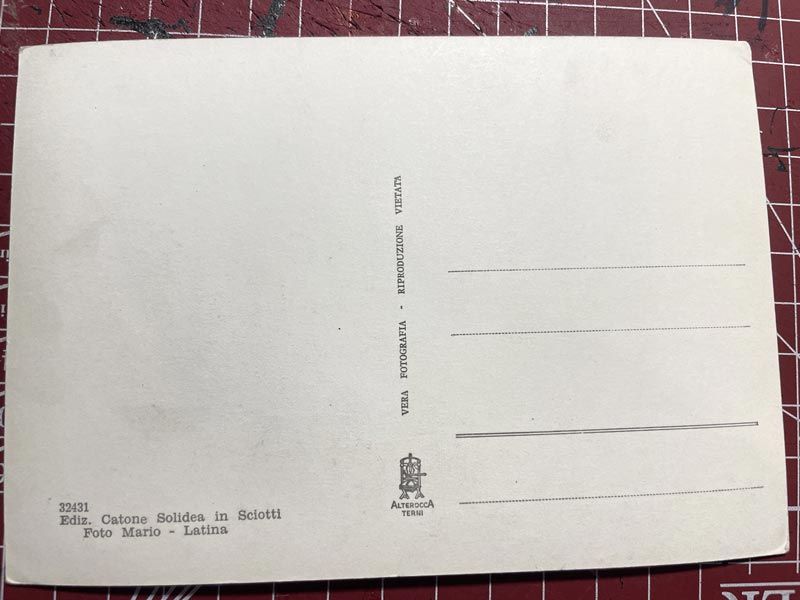 VERA FOTOGRAFIA - RIPRODUZIONE VIETATA
32431
Ediz. Catone Solidea in Sciotti
Foto Mario - Latina
ALTEROCCA
TERNI